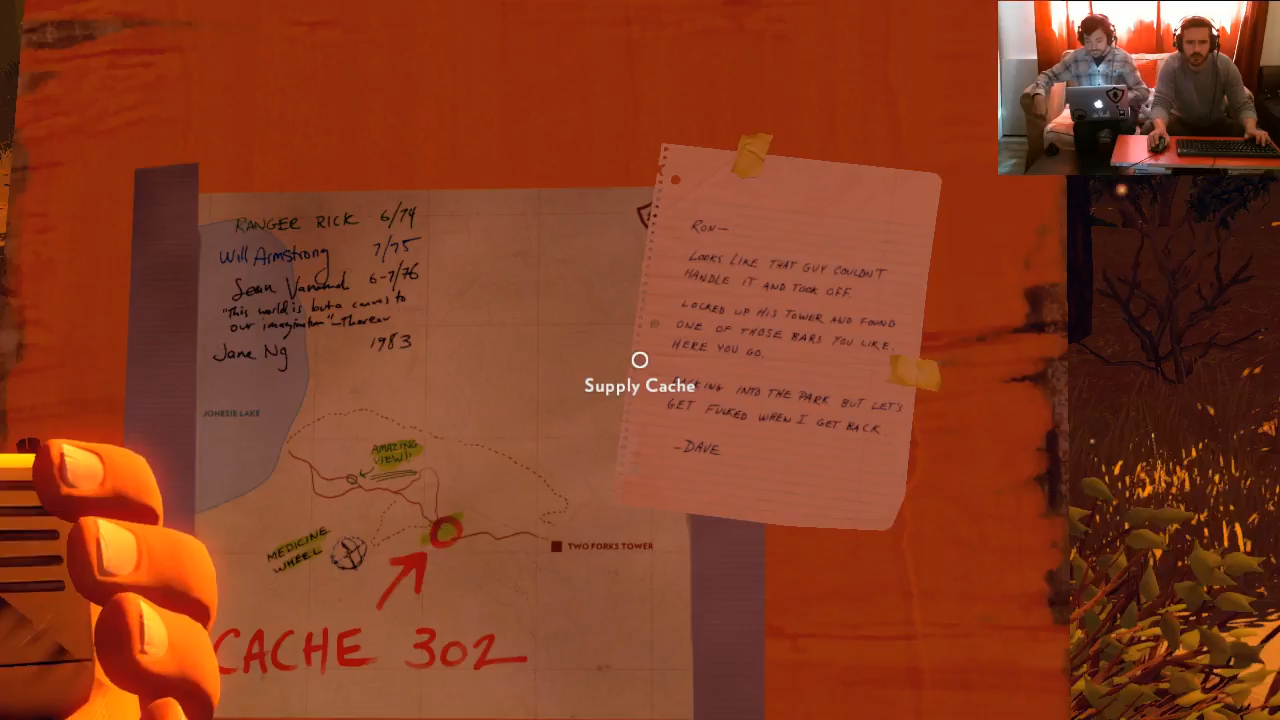 RANGER RICK 6/74
Will Armstrong 7/75
Sean Vanaman 6-7/76
"This world is but a canvas to
our imagination" -Thoreau
Jane Ng 1983
JONESIE LAKE
AMAZING
VIEW!
MEDICINE
WHEEL
TWO FORKS TOWER
CACHE 302
RON—
LOOKS LIKE THAT GUY COULDN'T
HANDLE IT AND TOOK OFF.
LOCKED UP HIS TOWER AND FOUND
ONE OF THOSE BARS YOU LIKE.
HERE YOU GO.
INTO THE PARK BUT LET'S
GET FUCKED WHEN I GET BACK
-DAVE
Supply Cache